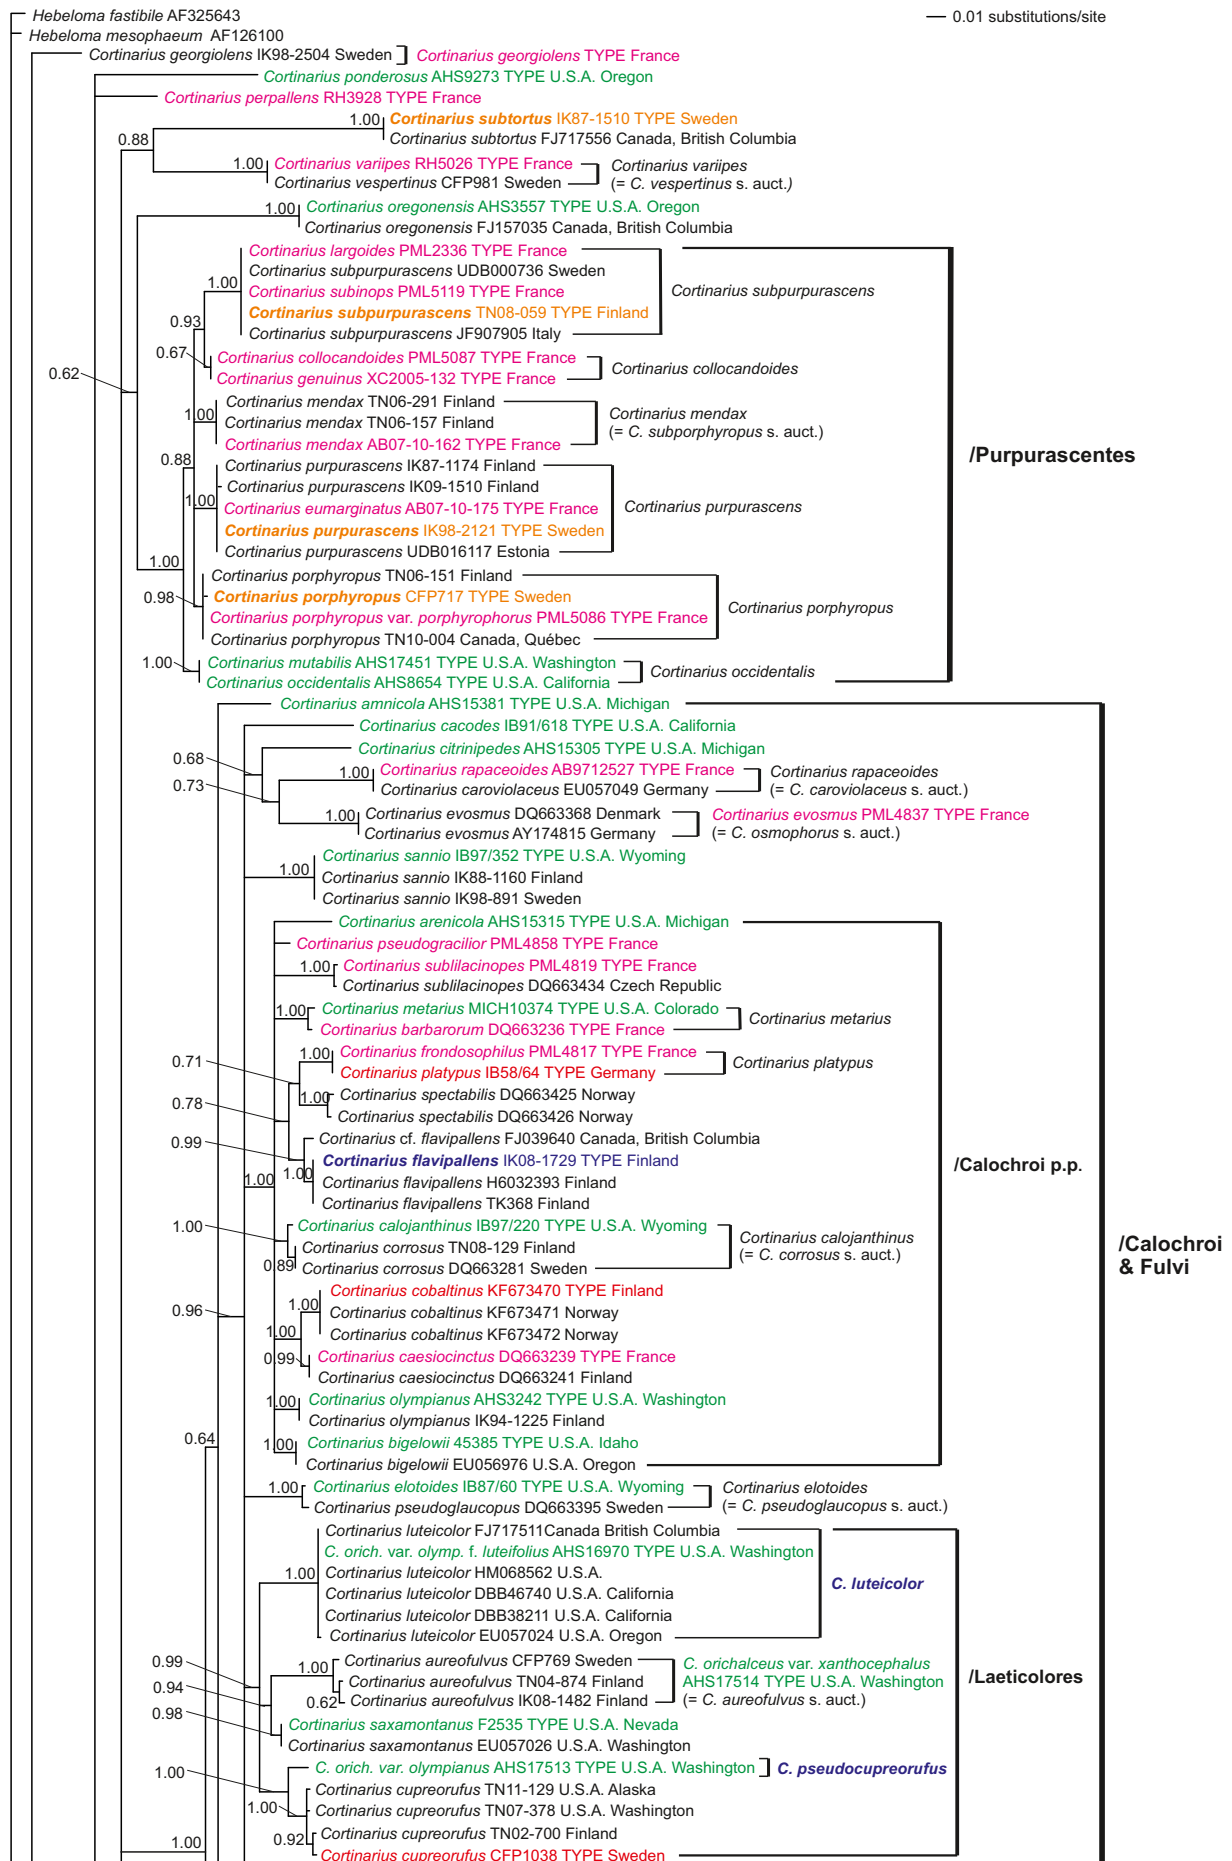 Hebeloma fastibile AF325643
0.01 substitutions/site
Hebeloma mesophaeum AF126100
Cortinarius georgiolens IK98-2504 Sweden
Cortinarius georgiolens TYPE France
Cortinarius ponderosus AHS9273 TYPE U.S.A. Oregon
Cortinarius perpallens RH3928 TYPE France
1.00
Cortinarius subtortus IK87-1510 TYPE Sweden
Cortinarius subtortus FJ717556 Canada, British Columbia
0.88
1.00
Cortinarius variipes RH5026 TYPE France
Cortinarius vespertinus CFP981 Sweden
Cortinarius variipes
(= C. vespertinus s. auct.)
1.00
Cortinarius oregonensis AHS3557 TYPE U.S.A. Oregon
Cortinarius oregonensis FJ157035 Canada, British Columbia
Cortinarius largoides PML2336 TYPE France
Cortinarius subpurpurascens UDB000736 Sweden
1.00
Cortinarius subinops PML5119 TYPE France
Cortinarius subpurpurascens
Cortinarius subpurpurascens TN08-059 TYPE Finland
0.93
Cortinarius subpurpurascens JF907905 Italy
0.67
Cortinarius collocandoides PML5087 TYPE France
Cortinarius genuinus XC2005-132 TYPE France
Cortinarius collocandoides
0.62
Cortinarius mendax TN06-291 Finland
1.00
Cortinarius mendax TN06-157 Finland
Cortinarius mendax AB07-10-162 TYPE France
Cortinarius mendax
(= C. subporphyropus s. auct.)
/Purpurascentes
0.88
Cortinarius purpurascens IK87-1174 Finland
Cortinarius purpurascens IK09-1510 Finland
1.00
Cortinarius eumarginatus AB07-10-175 TYPE France
Cortinarius purpurascens
Cortinarius purpurascens IK98-2121 TYPE Sweden
Cortinarius purpurascens UDB016117 Estonia
1.00
Cortinarius porphyropus TN06-151 Finland
0.98
Cortinarius porphyropus CFP717 TYPE Sweden
Cortinarius porphyropus
Cortinarius porphyropus var. porphyrophorus PML5086 TYPE France
Cortinarius porphyropus TN10-004 Canada, Québec
1.00
Cortinarius mutabilis AHS17451 TYPE U.S.A. Washington
Cortinarius occidentalis AHS8654 TYPE U.S.A. California
Cortinarius occidentalis
Cortinarius amnicola AHS15381 TYPE U.S.A. Michigan
Cortinarius cacodes IB91/618 TYPE U.S.A. California
Cortinarius citrinipedes AHS15305 TYPE U.S.A. Michigan
0.68
0.73
1.00
Cortinarius rapaceoides AB9712527 TYPE France
Cortinarius caroviolaceus EU057049 Germany
Cortinarius rapaceoides
(= C. caroviolaceus s. auct.)
1.00
Cortinarius evosmus DQ663368 Denmark
Cortinarius evosmus AY174815 Germany
Cortinarius evosmus PML4837 TYPE France
(= C. osmophorus s. auct.)
Cortinarius sannio IB97/352 TYPE U.S.A. Wyoming
1.00
Cortinarius sannio IK88-1160 Finland
Cortinarius sannio IK98-891 Sweden
Cortinarius arenicola AHS15315 TYPE U.S.A. Michigan
Cortinarius pseudogracilior PML4858 TYPE France
1.00
Cortinarius sublilacinopes PML4819 TYPE France
Cortinarius sublilacinopes DQ663434 Czech Republic
1.00
Cortinarius metarius MICH10374 TYPE U.S.A. Colorado
Cortinarius barbarorum DQ663236 TYPE France
Cortinarius metarius
0.71
1.00
Cortinarius frondosophilus PML4817 TYPE France
Cortinarius platypus IB58/64 TYPE Germany
Cortinarius platypus
0.78
1.00
Cortinarius spectabilis DQ663425 Norway
Cortinarius spectabilis DQ663426 Norway
0.99
Cortinarius cf. flavipallens FJ039640 Canada, British Columbia
1.00
Cortinarius flavipallens IK08-1729 TYPE Finland
Cortinarius flavipallens H6032393 Finland
Cortinarius flavipallens TK368 Finland
1.00
/Calochroi p.p.
1.00
Cortinarius calojanthinus IB97/220 TYPE U.S.A. Wyoming
0.89
Cortinarius corrosus TN08-129 Finland
Cortinarius corrosus DQ663281 Sweden
Cortinarius calojanthinus
(= C. corrosus s. auct.)
/Calochroi
& Fulvi
0.96
Cortinarius cobaltinus KF673470 TYPE Finland
1.00
Cortinarius cobaltinus KF673471 Norway
1.00
Cortinarius cobaltinus KF673472 Norway
0.99
Cortinarius caesiocinctus DQ663239 TYPE France
Cortinarius caesiocinctus DQ663241 Finland
1.00
Cortinarius olympianus AHS3242 TYPE U.S.A. Washington
Cortinarius olympianus IK94-1225 Finland
0.64
1.00
Cortinarius bigelowii 45385 TYPE U.S.A. Idaho
Cortinarius bigelowii EU056976 U.S.A. Oregon
1.00
Cortinarius elotoides IB87/60 TYPE U.S.A. Wyoming
Cortinarius pseudoglaucopus DQ663395 Sweden
Cortinarius elotoides
(= C. pseudoglaucopus s. auct.)
Cortinarius luteicolor FJ717511Canada British Columbia
C. orich. var. olymp. f. luteifolius AHS16970 TYPE U.S.A. Washington
1.00
Cortinarius luteicolor HM068562 U.S.A.
C. luteicolor
Cortinarius luteicolor DBB46740 U.S.A. California
Cortinarius luteicolor DBB38211 U.S.A. California
Cortinarius luteicolor EU057024 U.S.A. Oregon
0.99
1.00
Cortinarius aureofulvus CFP769 Sweden
0.94
Cortinarius aureofulvus TN04-874 Finland
0.62
Cortinarius aureofulvus IK08-1482 Finland
C. orichalceus var. xanthocephalus
AHS17514 TYPE U.S.A. Washington
(= C. aureofulvus s. auct.)
/Laeticolores
0.98
Cortinarius saxamontanus F2535 TYPE U.S.A. Nevada
Cortinarius saxamontanus EU057026 U.S.A. Washington
1.00
C. orich. var. olympianus AHS17513 TYPE U.S.A. Washington
C. pseudocupreorufus
Cortinarius cupreorufus TN11-129 U.S.A. Alaska
1.00
Cortinarius cupreorufus TN07-378 U.S.A. Washington
0.92
Cortinarius cupreorufus TN02-700 Finland
1.00
Cortinarius cupreorufus CFP1038 TYPE Sweden